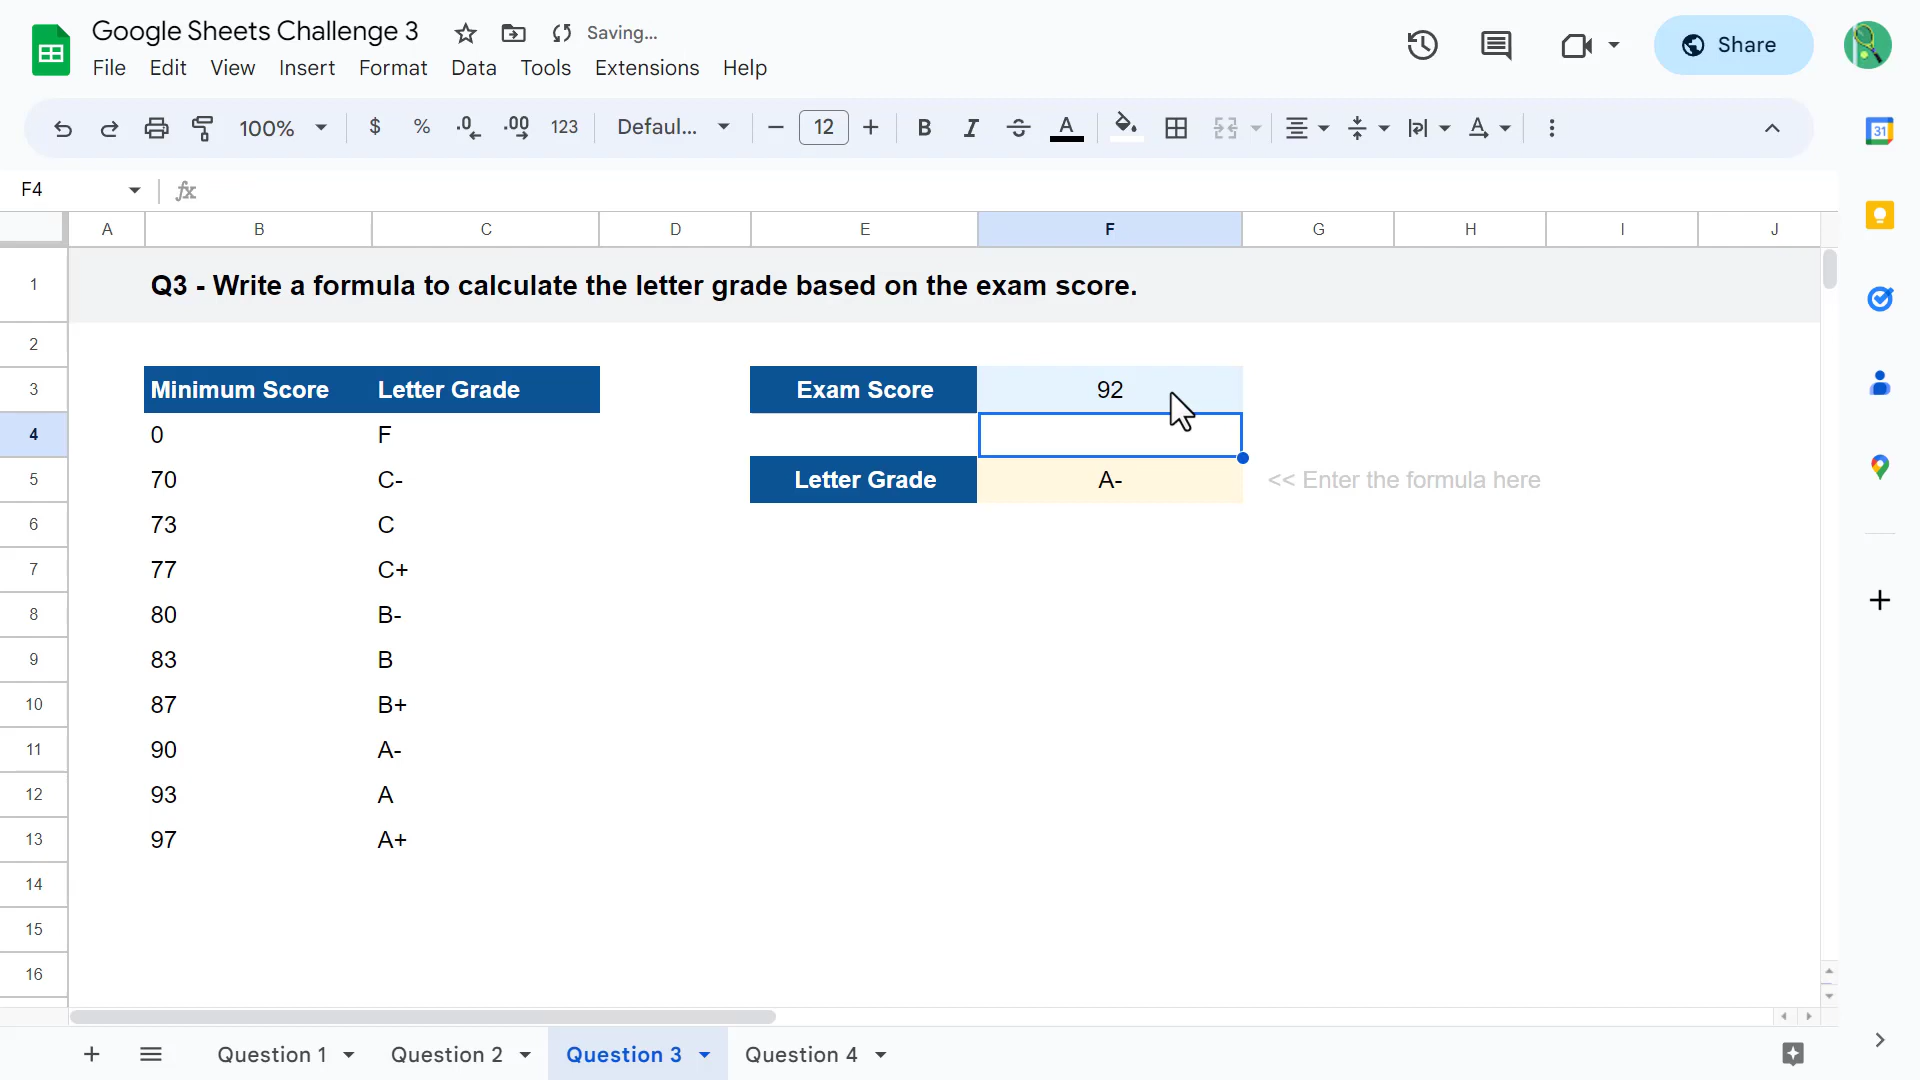 Google Sheets Challenge 3 Saving...
File Edit View Insert Format Data Tools Extensions Help
Share
100% $ % .0 .00 123 Defaul... 12 B I A A
31
F4 fx
A B C D E F G H I J
1 Q3 - Write a formula to calculate the letter grade based on the exam score.
2
3 Minimum Score Letter Grade Exam Score 92
4 0 F
5 70 C- Letter Grade A- << Enter the formula here
6 73 C
7 77 C+
8 80 B-
9 83 B
10 87 B+
11 90 A-
12 93 A
13 97 A+
14
15
16
Question 1 Question 2 Question 3 Question 4